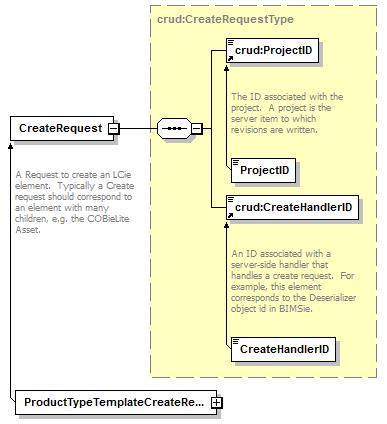 crud:CreateRequestType
crud:ProjectID
The ID associated with the
project. A project is the
server item to which
revisions are written.
ProjectID
CreateRequest
A Request to create an LCie
element. Typically a Create
request should correspond to
an element with many
children, e.g. the COBieLite
Asset.
crud:CreateHandlerID
An ID associated with a
server-side handler that
handles a create request. For
example, this element
corresponds to the Deserializer
object id in BIMSie.
CreateHandlerID
ProductTypeTemplateCreateRe...